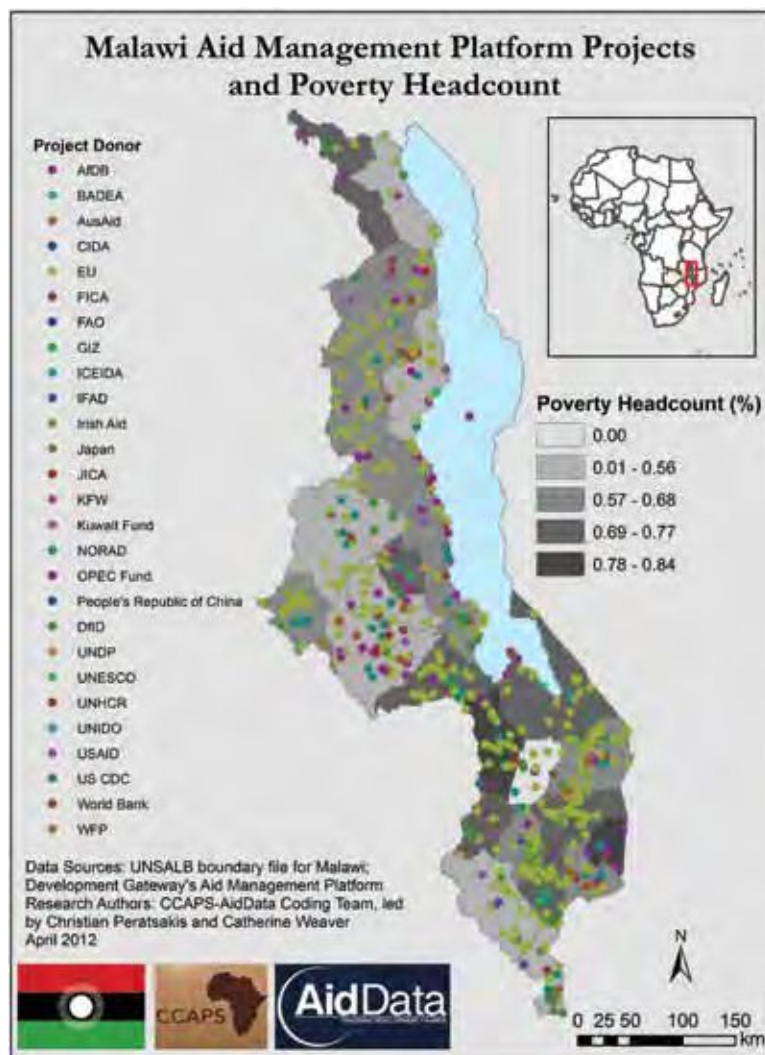 Malawi Aid Management Platform Projects
and Poverty Headcount
Project Donor
AfDB
BADEA
AusAid
CIDA
EU
FICA
FAO
GIZ
ICEIDA
IFAD
Irish Aid
Japan
JICA
KFW
Kuwait Fund
NORAD
OPEC Fund
People's Republic of China
DfID
UNDP
UNESCO
UNHCR
UNIDO
USAID
US CDC
World Bank
WFP
Poverty Headcount (%)
0.00
0.01 - 0.56
0.57 - 0.68
0.69 - 0.77
0.78 - 0.84
Data Sources: UNSALB boundary file for Malawi;
Development Gateway's Aid Management Platform
Research Authors: CCAPS-AidData Coding Team, led
by Christian Peratsakis and Catherine Weaver
April 2012
CCAPS
AidData
N
0 25 50 100 150
km